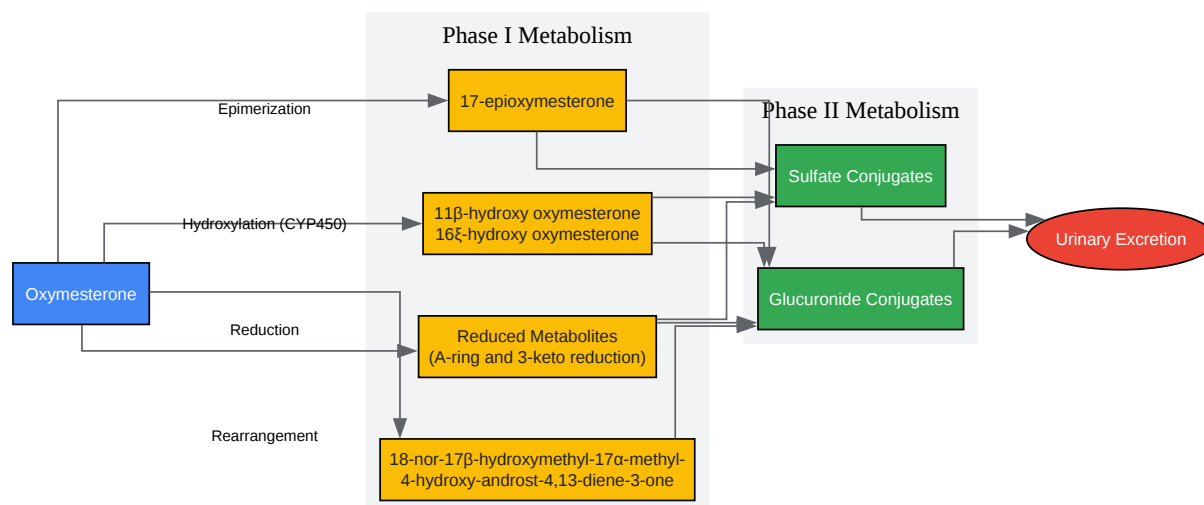 Phase I Metabolism
17-epioxymesterone
Epimerization
Phase II Metabolism
Sulfate Conjugates
11β-hydroxy oxymesterone
16ξ-hydroxy oxymesterone
Hydroxylation (CYP450)
Urinary Excretion
Oxymesterone
Glucuronide Conjugates
Reduction
Reduced Metabolites
(A-ring and 3-keto reduction)
Rearrangement
18-nor-17β-hydroxymethyl-17α-methyl-
4-hydroxy-androst-4,13-diene-3-one